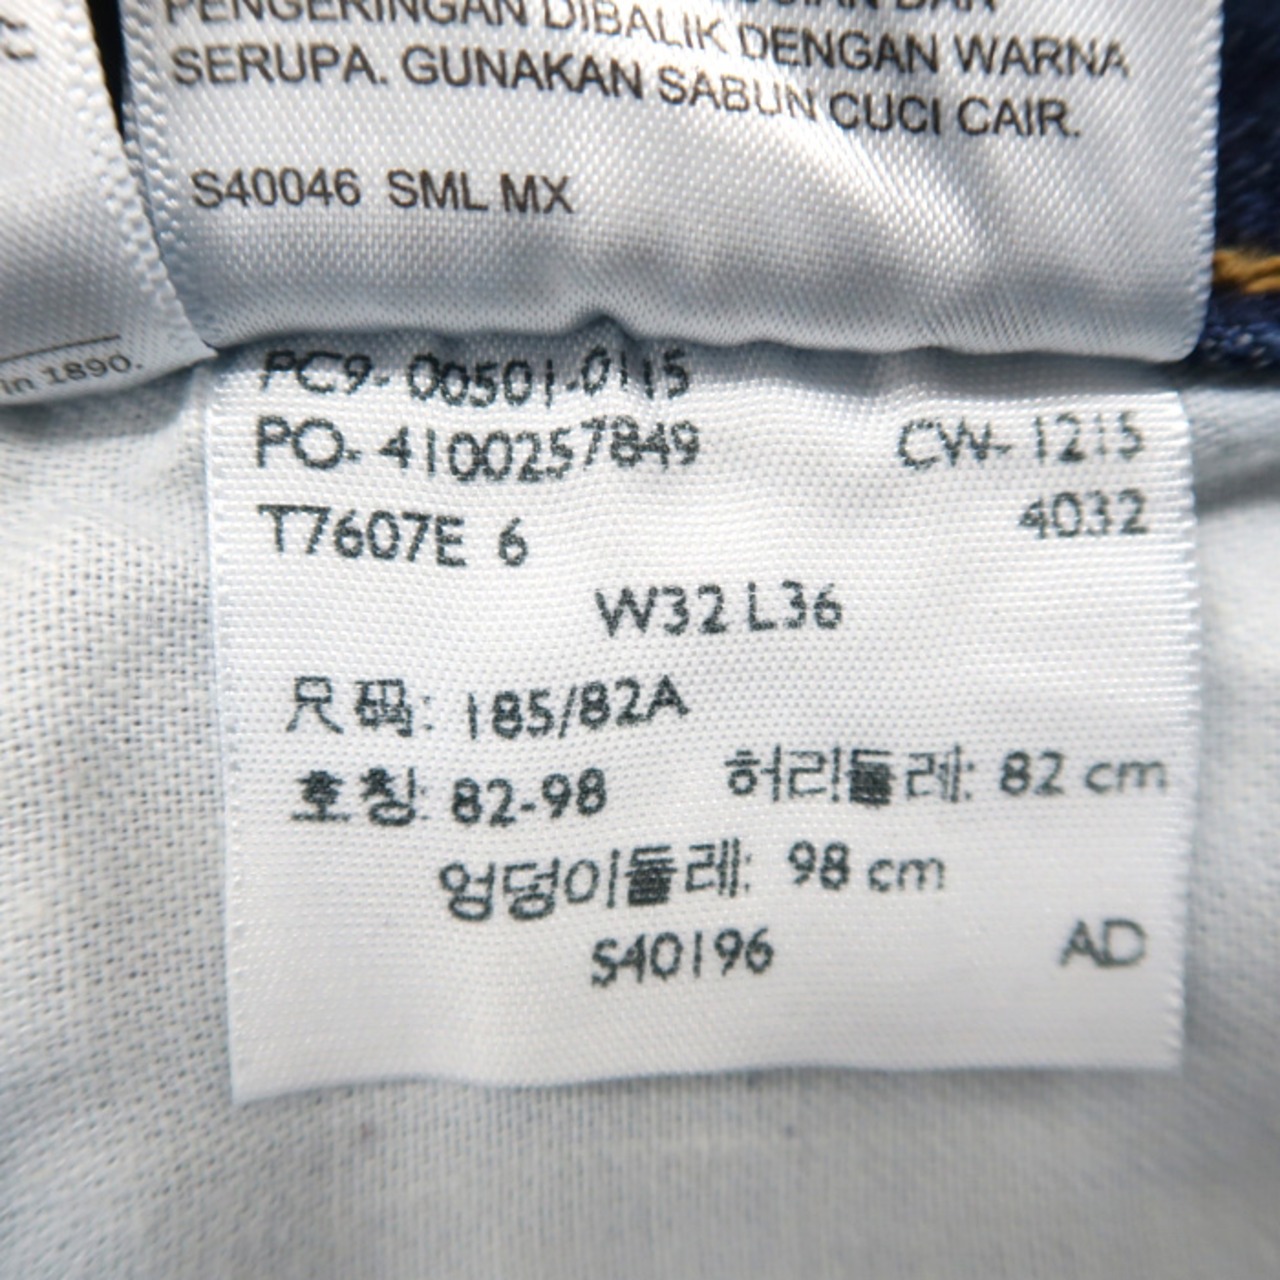 PENGERINGAN DIBALIK DENGAN WARNA
SERUPA. GUNAKAN SABUN CUCI CAIR.
S40046 SML MX
in 1890.
PC9-00501-0115
PO-4100257849 CW-1215
T7607E 6 4032
W32 L36
尺码: 185/82A
호칭: 82-98 허리둘레: 82 cm
엉덩이둘레: 98 cm
S40196 AD